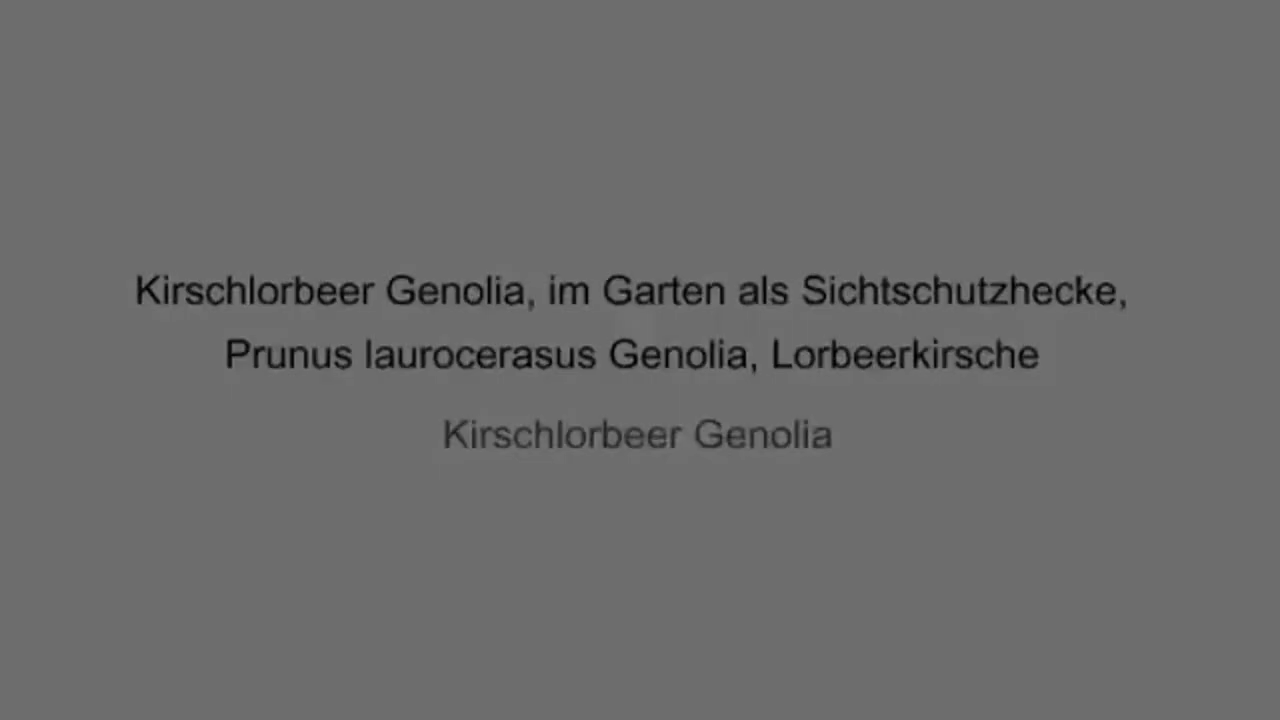 Kirschlorbeer Genolia, im Garten als Sichtschutzhecke,
Prunus laurocerasus Genolia, Lorbeerkirsche
Kirschlorbeer Genolia